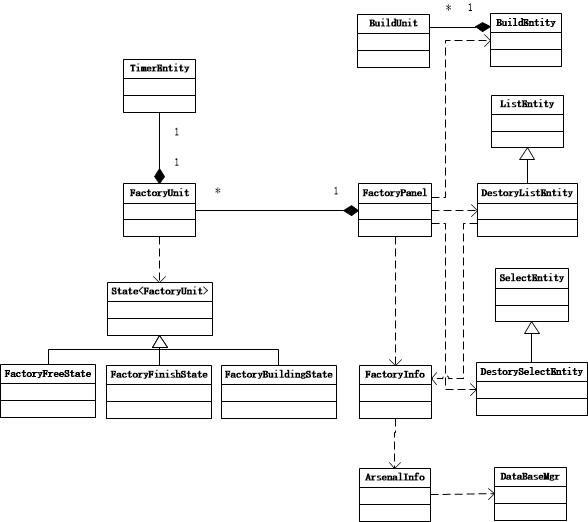 * 1
BuildUnit
BuildEntity
TimerEntity
ListEntity
1
1
FactoryUnit
* 1
FactoryPanel
DestoryListEntity
State<FactoryUnit>
SelectEntity
FactoryFreeState
FactoryFinishState
FactoryBuildingState
FactoryInfo
DestorySelectEntity
ArsenalInfo
DataBaseMgr